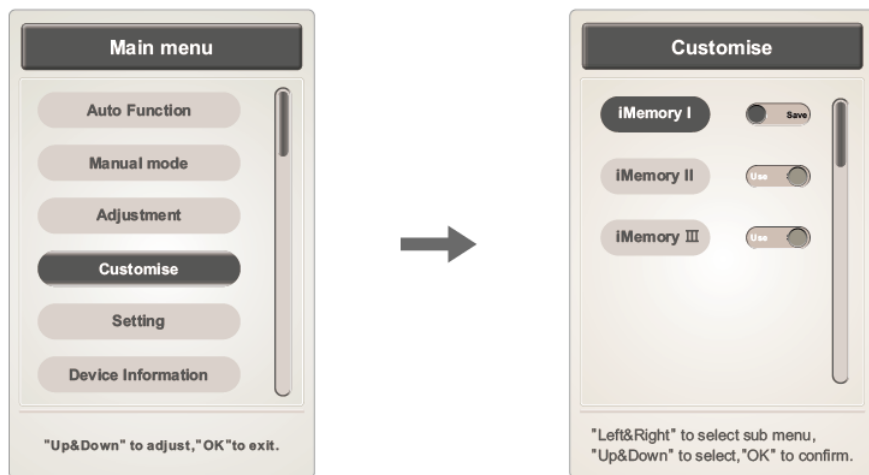 Main menu
Auto Function
Manual mode
Adjustment
Customise
Setting
Device Information
"Up&Down" to adjust,"OK"to exit.
Customise
iMemory I
Save
iMemory II
Use
iMemory III
Use
"Left&Right" to select sub menu,
"Up&Down" to select,"OK" to confirm.